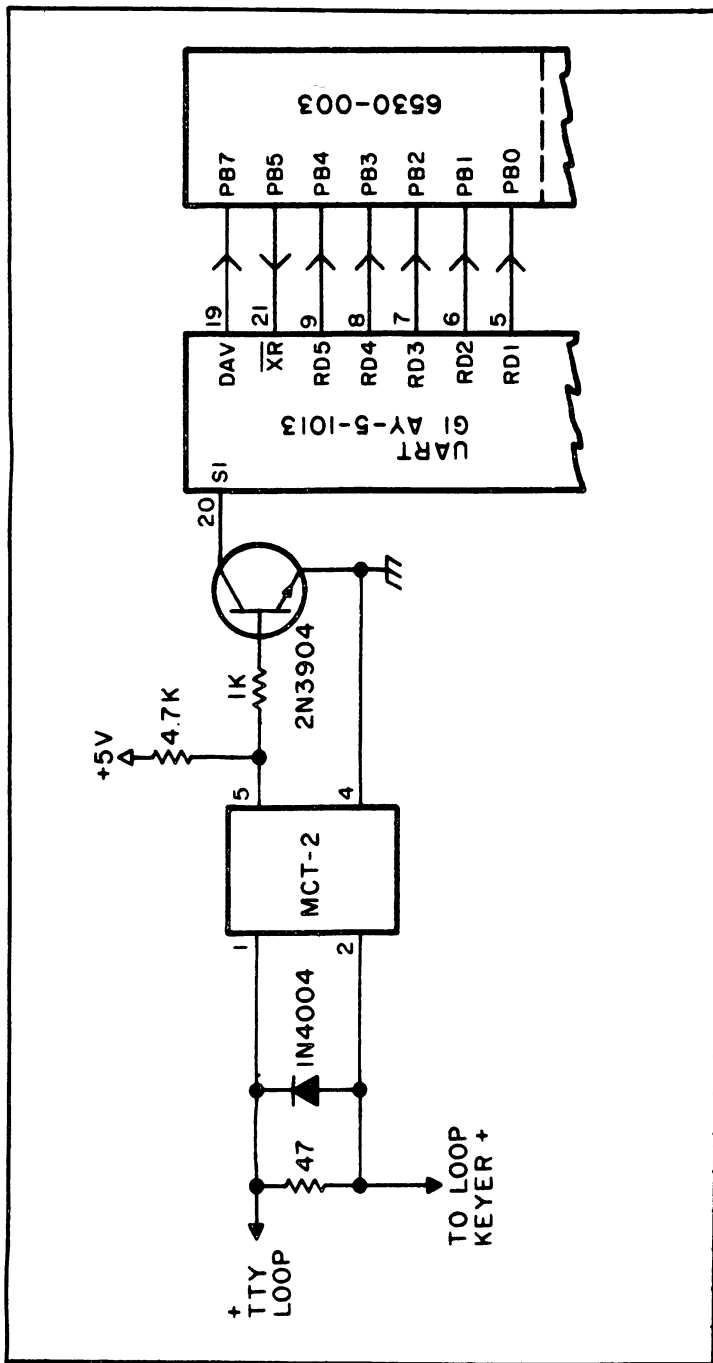 +
TTY
LOOP
47
1N4004
TO LOOP
KEYER +
1
2
MCT-2
5
4
+5V
4.7K
1K
2N3904
20
SI
UART
GI AY-5-1013
DAV
XR
RD5
RD4
RD3
RD2
RD1
19
21
9
8
7
6
5
PB7
PB5
PB4
PB3
PB2
PB1
PB0
6530-003